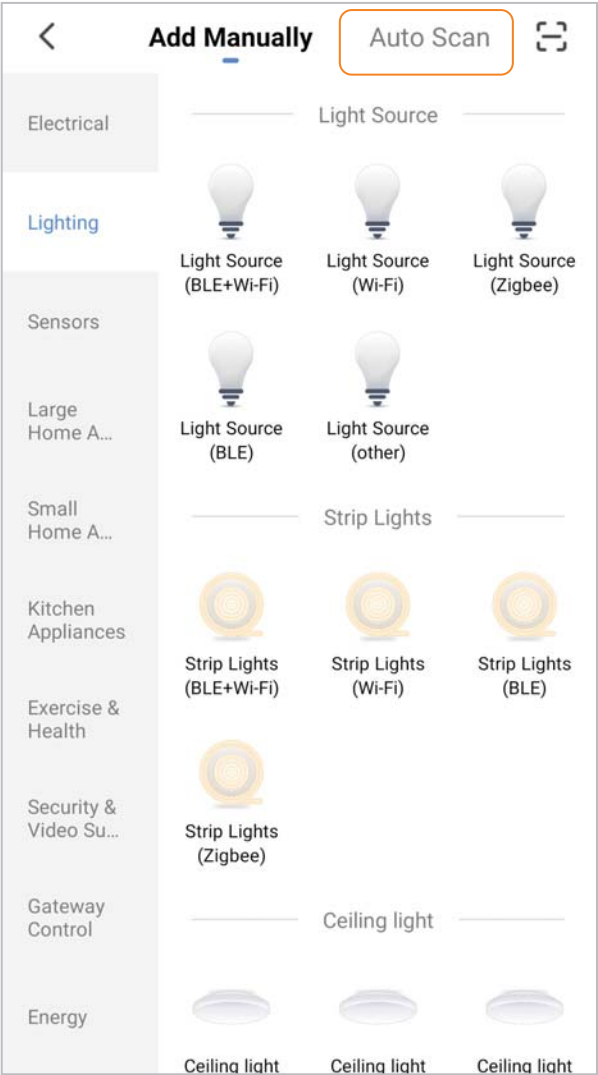 Add Manually
Auto Scan
Electrical
Lighting
Sensors
Large
Home A...
Small
Home A...
Kitchen
Appliances
Exercise &
Health
Security &
Video Su...
Gateway
Control
Energy
Light Source
Light Source
(BLE+Wi-Fi)
Light Source
(Wi-Fi)
Light Source
(Zigbee)
Light Source
(BLE)
Light Source
(other)
Strip Lights
Strip Lights
(BLE+Wi-Fi)
Strip Lights
(Wi-Fi)
Strip Lights
(BLE)
Strip Lights
(Zigbee)
Ceiling light
Ceiling light
Ceiling light
Ceiling light